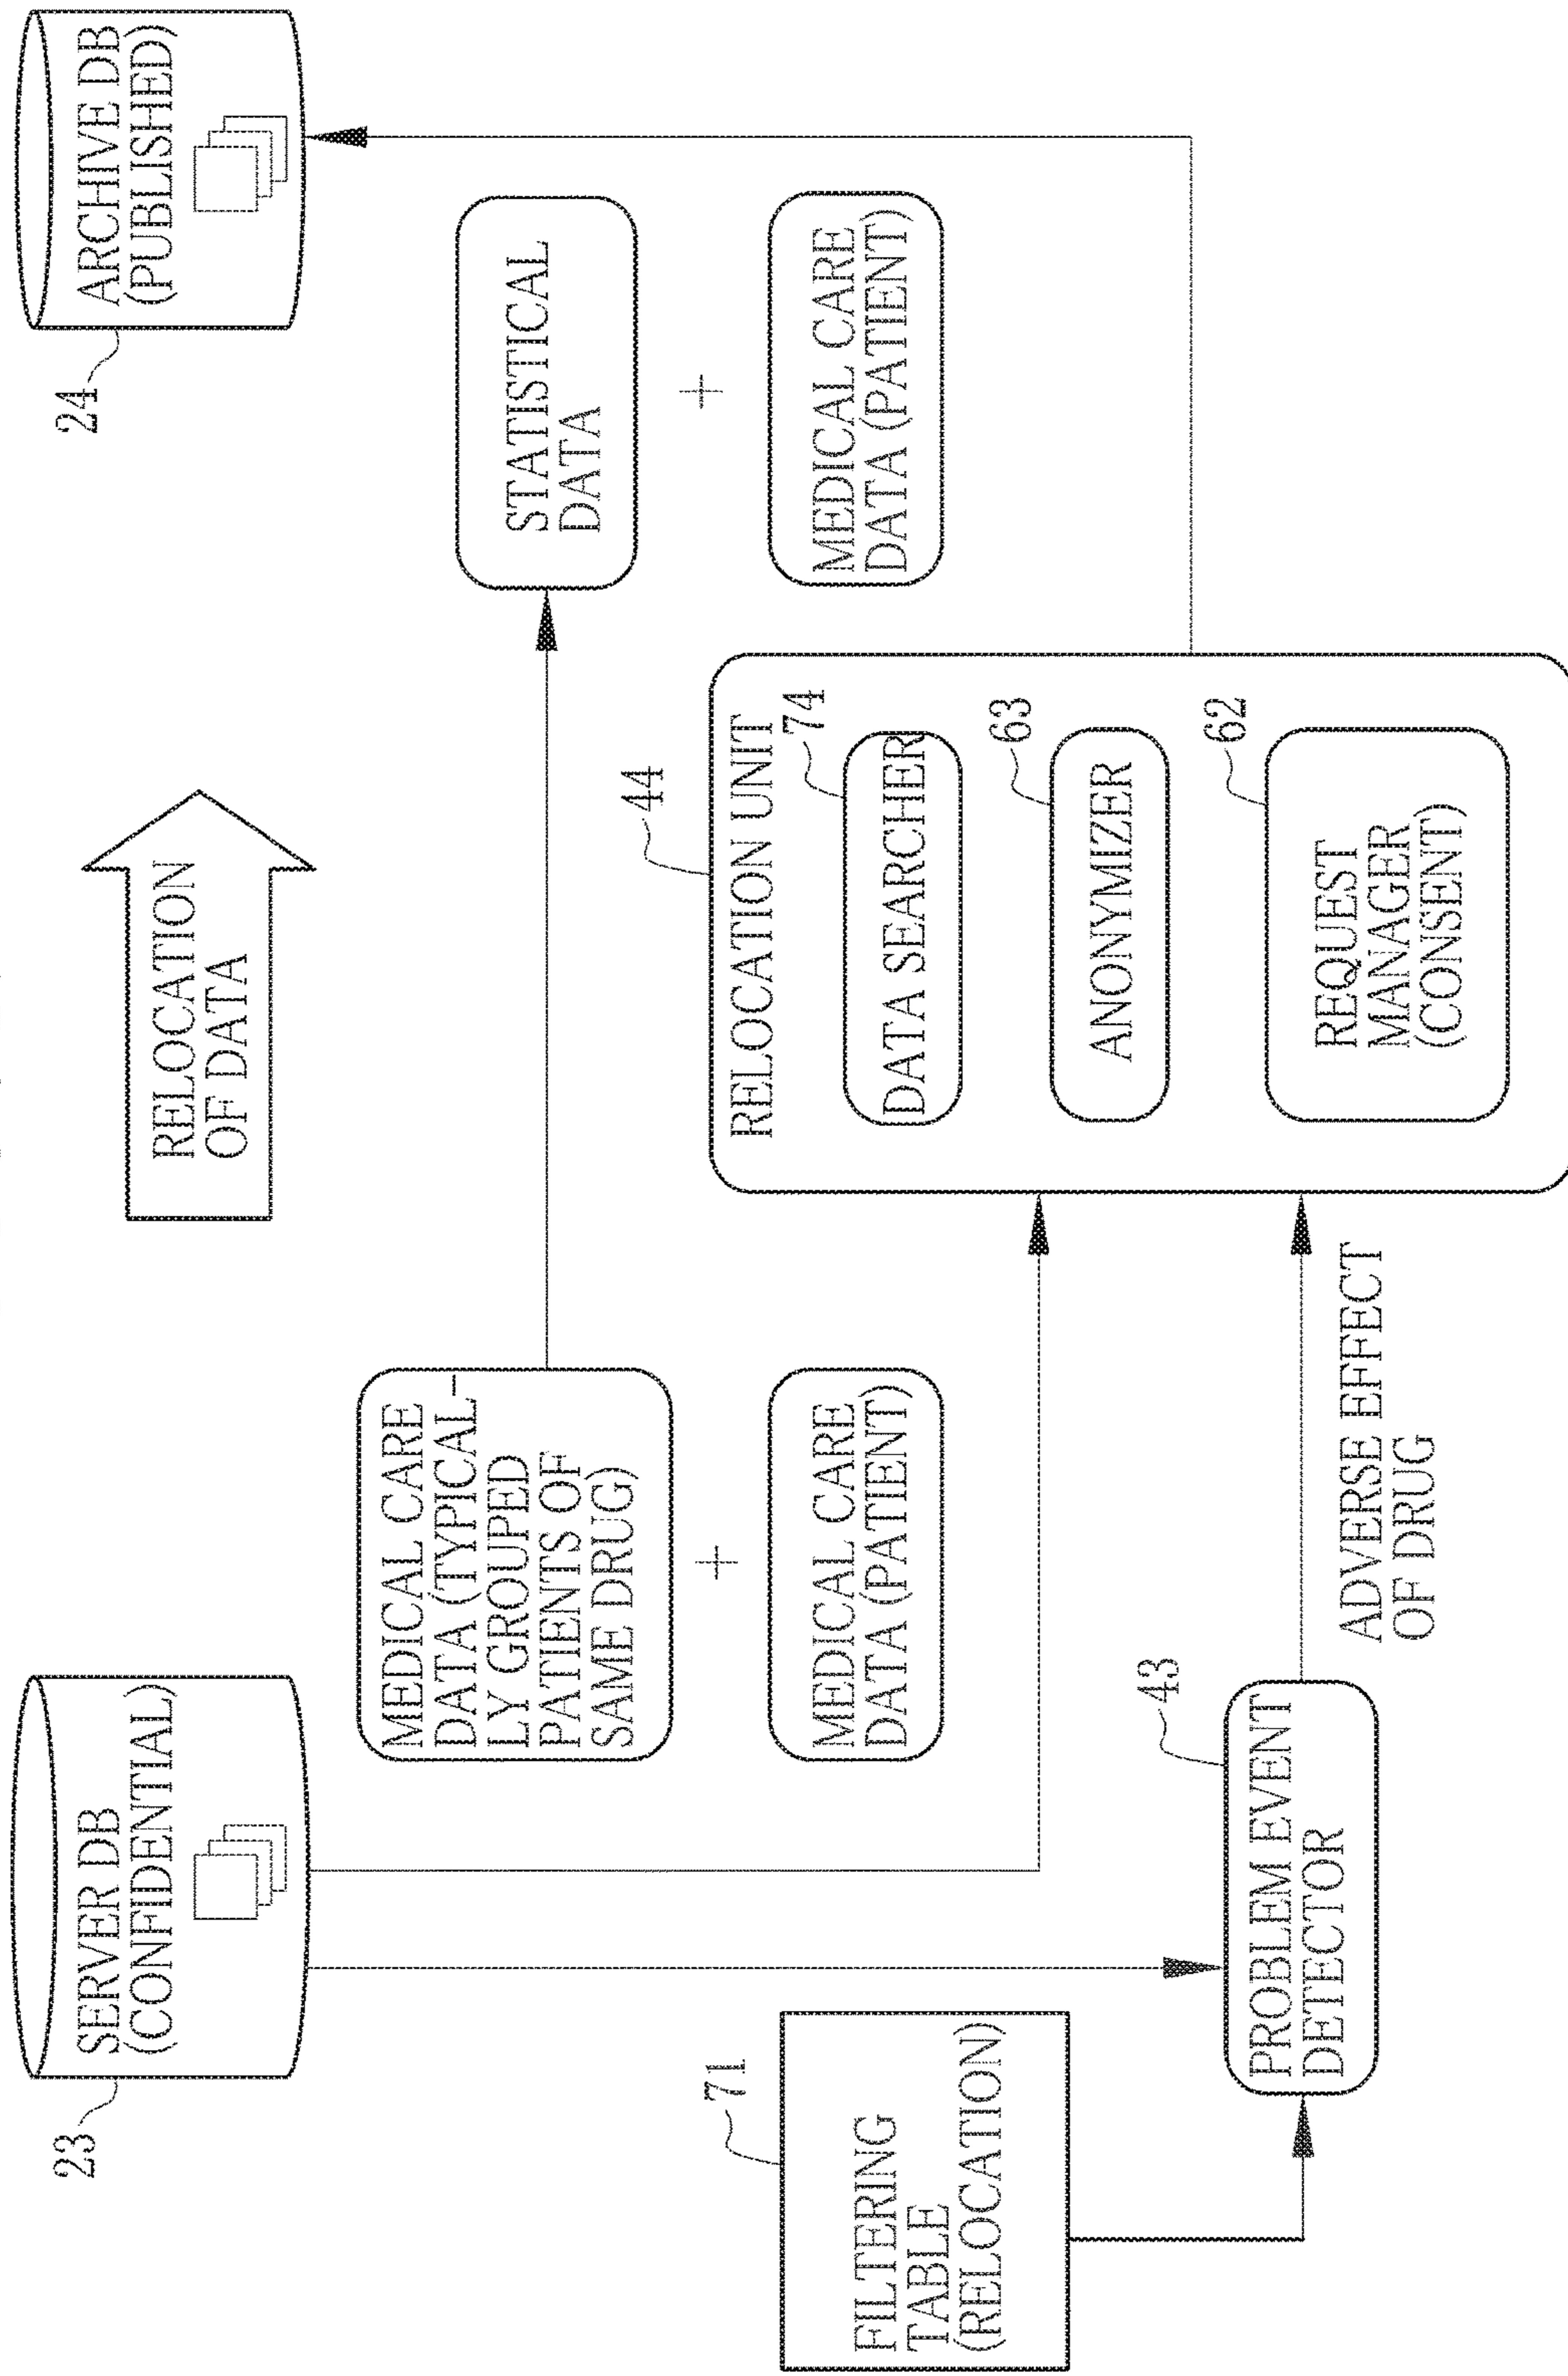 23
SERVER DB
(CONFIDENTIAL)
RELOCATION
OF DATA
24
ARCHIVE DB
(PUBLISHED)
MEDICAL CARE
DATA (TYPICAL-
LY GROUPED
PATIENTS OF
SAME DRUG)
+
MEDICAL CARE
DATA (PATIENT)
STATISTICAL
DATA
+
MEDICAL CARE
DATA (PATIENT)
71
FILTERING
TABLE
(RELOCATION)
43
PROBLEM EVENT
DETECTOR
ADVERSE EFFECT
OF DRUG
44
RELOCATION UNIT
74
DATA SEARCHER
63
ANONYMIZER
62
REQUEST
MANAGER
(CONSENT)